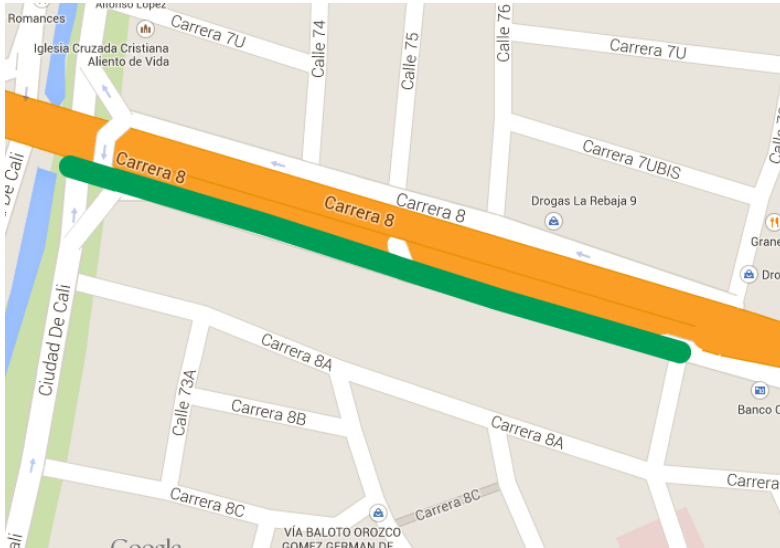 Alfonso López
Romances
Carrera 7U
Calle 74
Calle 75
Calle 76
Carrera 7U
Iglesia Cruzada Cristiana
Aliento de Vida
Carrera 8
Carrera 8
Carrera 8
Carrera 7UBIS
Drogas La Rebaja 9
De Cali
Ciudad De Cali
Carrera 8A
Calle 73A
Carrera 8B
Carrera 8A
Carrera 8C
Carrera 8C
Carrera
Banco
VÍA BALOTO OROZCO
GOMEZ GERMAN DE
Google